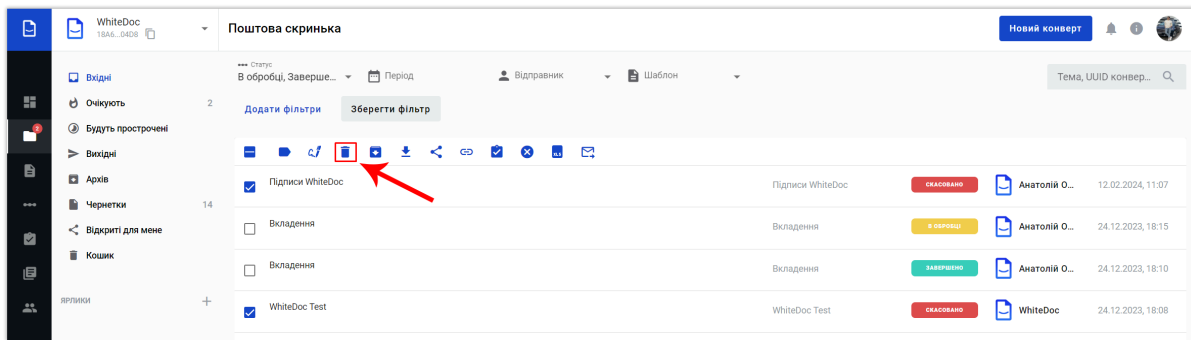 WhiteDoc
18A6...04D8
Поштова скринька
Новий конверт
Вхідні
Очікують 2
Будуть прострочені
Вихідні
Архів
Чернетки 14
Відкриті для мене
Кошик
ЯРЛИКИ
2
Статус
В обробці, Заверше...
Період
Відправник
Шаблон
Тема, UUID конвер...
Додати фільтри
Зберегти фільтр
XLS
Підписи WhiteDoc Підписи WhiteDoc СКАСОВАНО Анатолій О... 12.02.2024, 11:07
Вкладення Вкладення В ОБРОБЦІ Анатолій О... 24.12.2023, 18:15
Вкладення Вкладення ЗАВЕРШЕНО Анатолій О... 24.12.2023, 18:10
WhiteDoc Test WhiteDoc Test СКАСОВАНО WhiteDoc 24.12.2023, 18:08